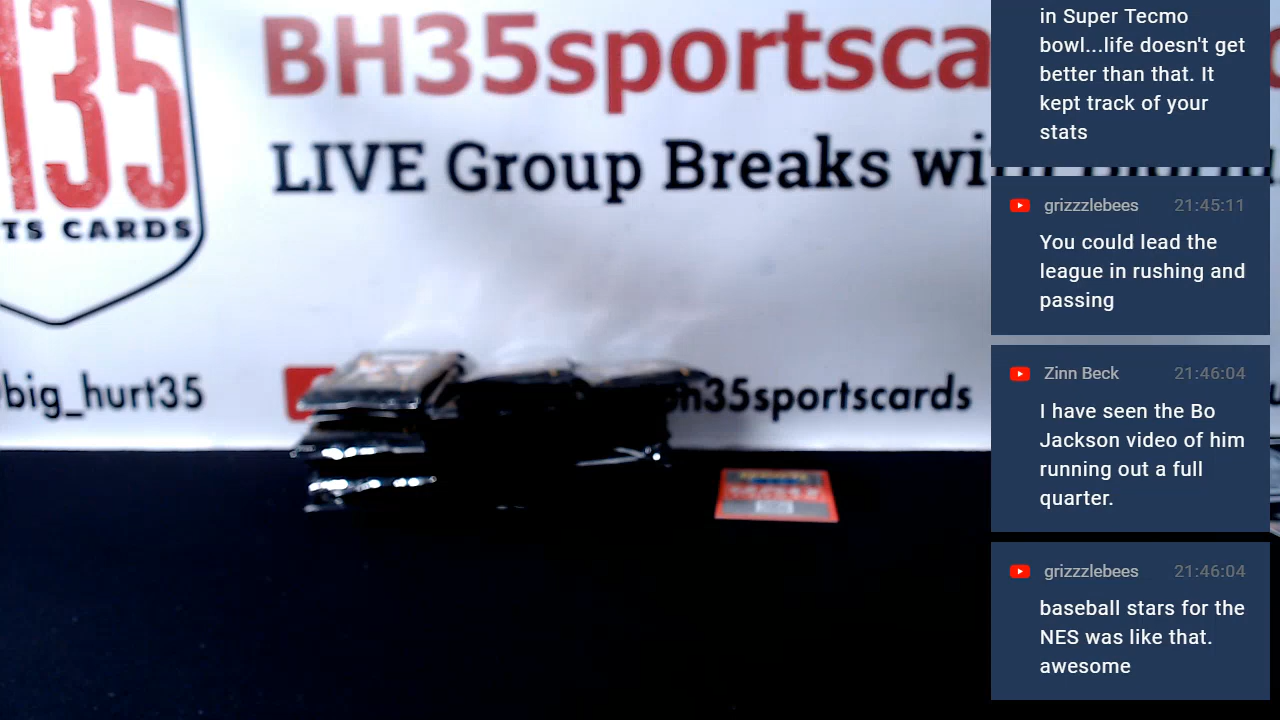 135
TS CARDS
BH35sportsca
LIVE Group Breaks wi
big_hurt35
h35sportscards
in Super Tecmo
bowl...life doesn't get
better than that. It
kept track of your
stats
grizzzlebees 21:45:11
You could lead the
league in rushing and
passing
Zinn Beck 21:46:04
I have seen the Bo
Jackson video of him
running out a full
quarter.
grizzzlebees 21:46:04
baseball stars for the
NES was like that.
awesome